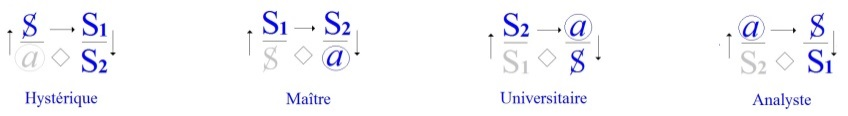 $ → S1 S1 → S2 S2 → a a → $
a ◇ S2 $ ◇ a S1 ◇ $ S2 ◇ S1
Hystérique Maître Universitaire Analyste